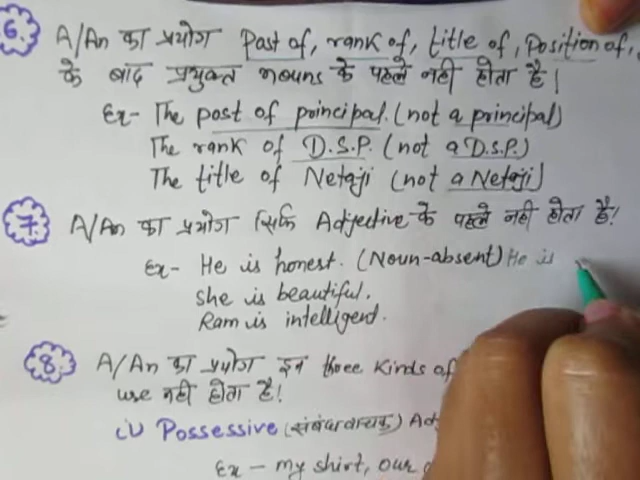 6. A/An का प्रयोग Post of, rank of, title of, Position of,
के बाद प्रयुक्त nouns के पहले नहीं होता है।
Ex- The post of principal. (not a principal)
The rank of D.S.P. (not a D.S.P.)
The title of Netaji (not a Netaji)
7. A/An का प्रयोग सिर्फ Adjective के पहले नहीं होता है!
Ex- He is honest. (Noun-absent) He is
She is beautiful.
Ram is intelligent.
8. A/An का प्रयोग इन three kinds of
use नहीं होता है!
(i) Possessive (संबंधवाचक) Adj
Ex - my shirt, our